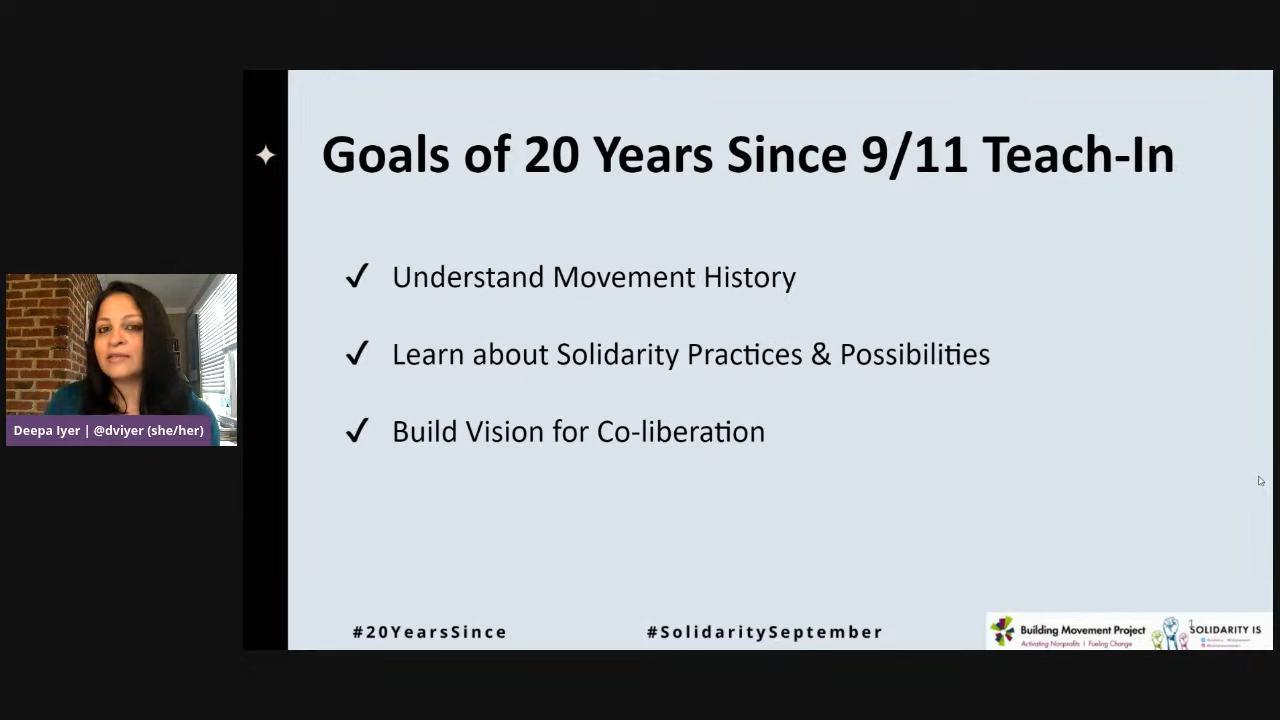 Goals of 20 Years Since 9/11 Teach-In
✓ Understand Movement History
✓ Learn about Solidarity Practices & Possibilities
✓ Build Vision for Co-liberation
Deepa Iyer | @dviyer (she/her)
#20YearsSince
#SolidaritySeptember
Building Movement Project
Activating Nonprofits | Fueling Change
SOLIDARITY IS